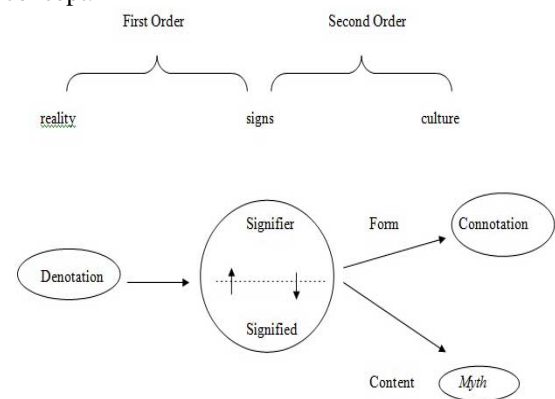 First Order Second Order
reality signs culture
Signifier Form Connotation
Denotation
Signified
Content Myth